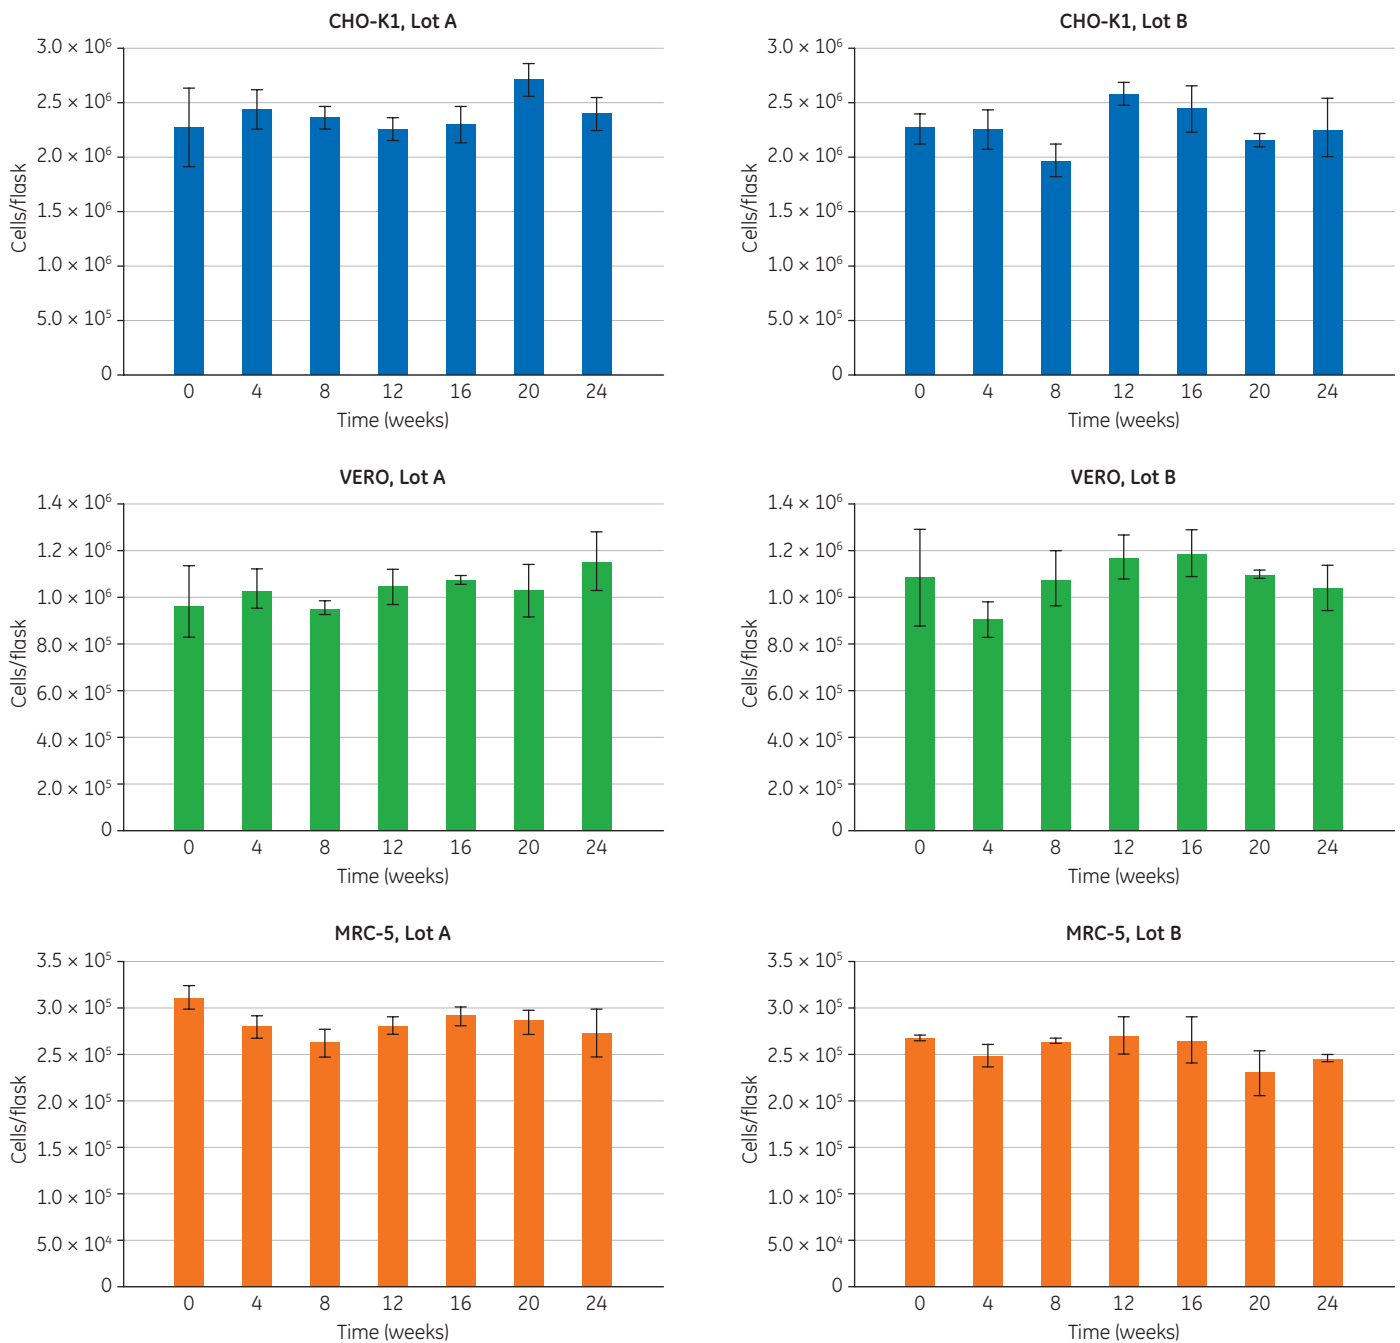 CHO-K1, Lot A
3.0 × 10⁶
2.5 × 10⁶
2.0 × 10⁶
1.5 × 10⁶
1.0 × 10⁶
5.0 × 10⁵
0
Cells/flask
0 4 8 12 16 20 24
Time (weeks)
CHO-K1, Lot B
3.0 × 10⁶
2.5 × 10⁶
2.0 × 10⁶
1.5 × 10⁶
1.0 × 10⁶
5.0 × 10⁵
0
Cells/flask
0 4 8 12 16 20 24
Time (weeks)
VERO, Lot A
1.4 × 10⁶
1.2 × 10⁶
1.0 × 10⁶
8.0 × 10⁵
6.0 × 10⁵
4.0 × 10⁵
2.0 × 10⁵
0
Cells/flask
0 4 8 12 16 20 24
Time (weeks)
VERO, Lot B
1.4 × 10⁶
1.2 × 10⁶
1.0 × 10⁶
8.0 × 10⁵
6.0 × 10⁵
4.0 × 10⁵
2.0 × 10⁵
0
Cells/flask
0 4 8 12 16 20 24
Time (weeks)
MRC-5, Lot A
3.5 × 10⁵
3.0 × 10⁵
2.5 × 10⁵
2.0 × 10⁵
1.5 × 10⁵
1.0 × 10⁵
5.0 × 10⁴
0
Cells/flask
0 4 8 12 16 20 24
Time (weeks)
MRC-5, Lot B
3.5 × 10⁵
3.0 × 10⁵
2.5 × 10⁵
2.0 × 10⁵
1.5 × 10⁵
1.0 × 10⁵
5.0 × 10⁴
0
Cells/flask
0 4 8 12 16 20 24
Time (weeks)